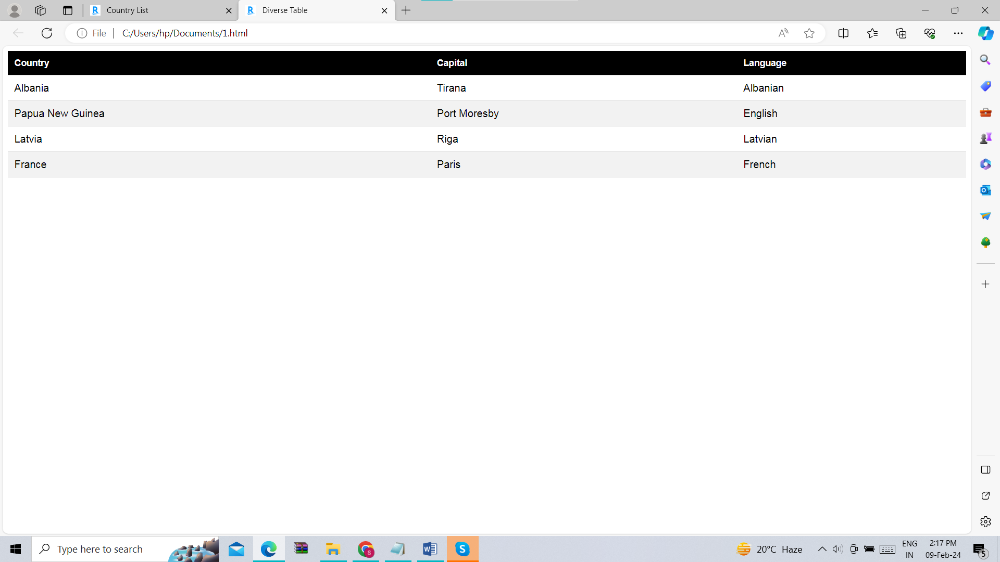 Country List
Diverse Table
File C:/Users/hp/Documents/1.html
Country Capital Language
Albania Tirana Albanian
Papua New Guinea Port Moresby English
Latvia Riga Latvian
France Paris French
Type here to search
20°C Haze
ENG
IN
2:17 PM
09-Feb-24
5